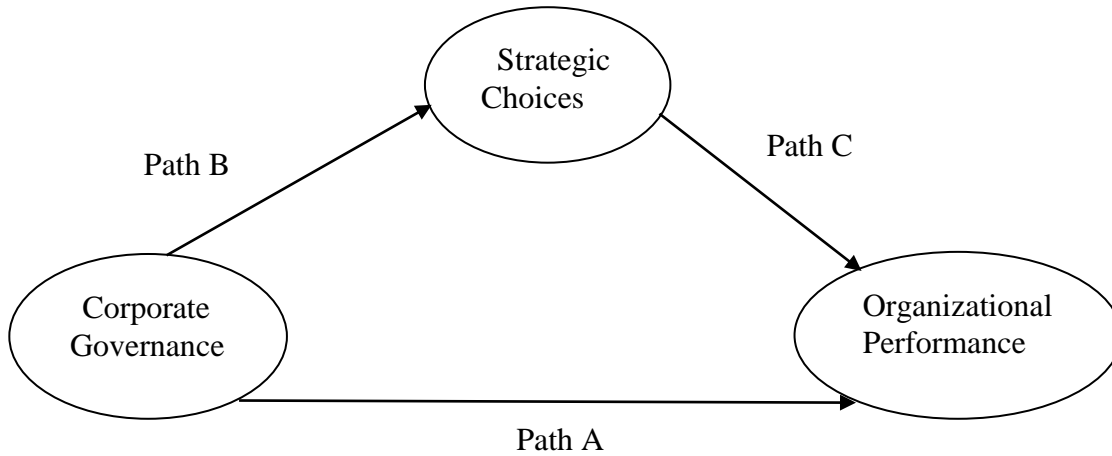 Strategic
Choices
Path B
Path C
Corporate
Governance
Organizational
Performance
Path A